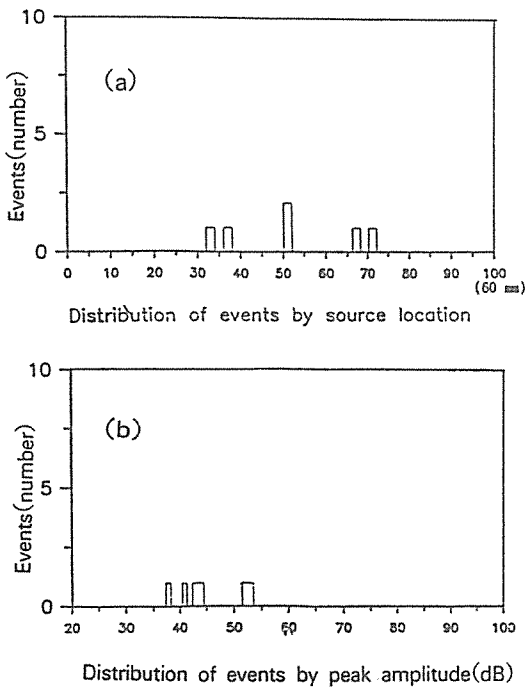 10
(a)
Events(number)
5
0
0 10 20 30 40 50 60 70 80 90 100
(60 mm)
Distribution of events by source location
10
(b)
Events(number)
5
0
20 30 40 50 60 70 80 90 100
Distribution of events by peak amplitude(dB)